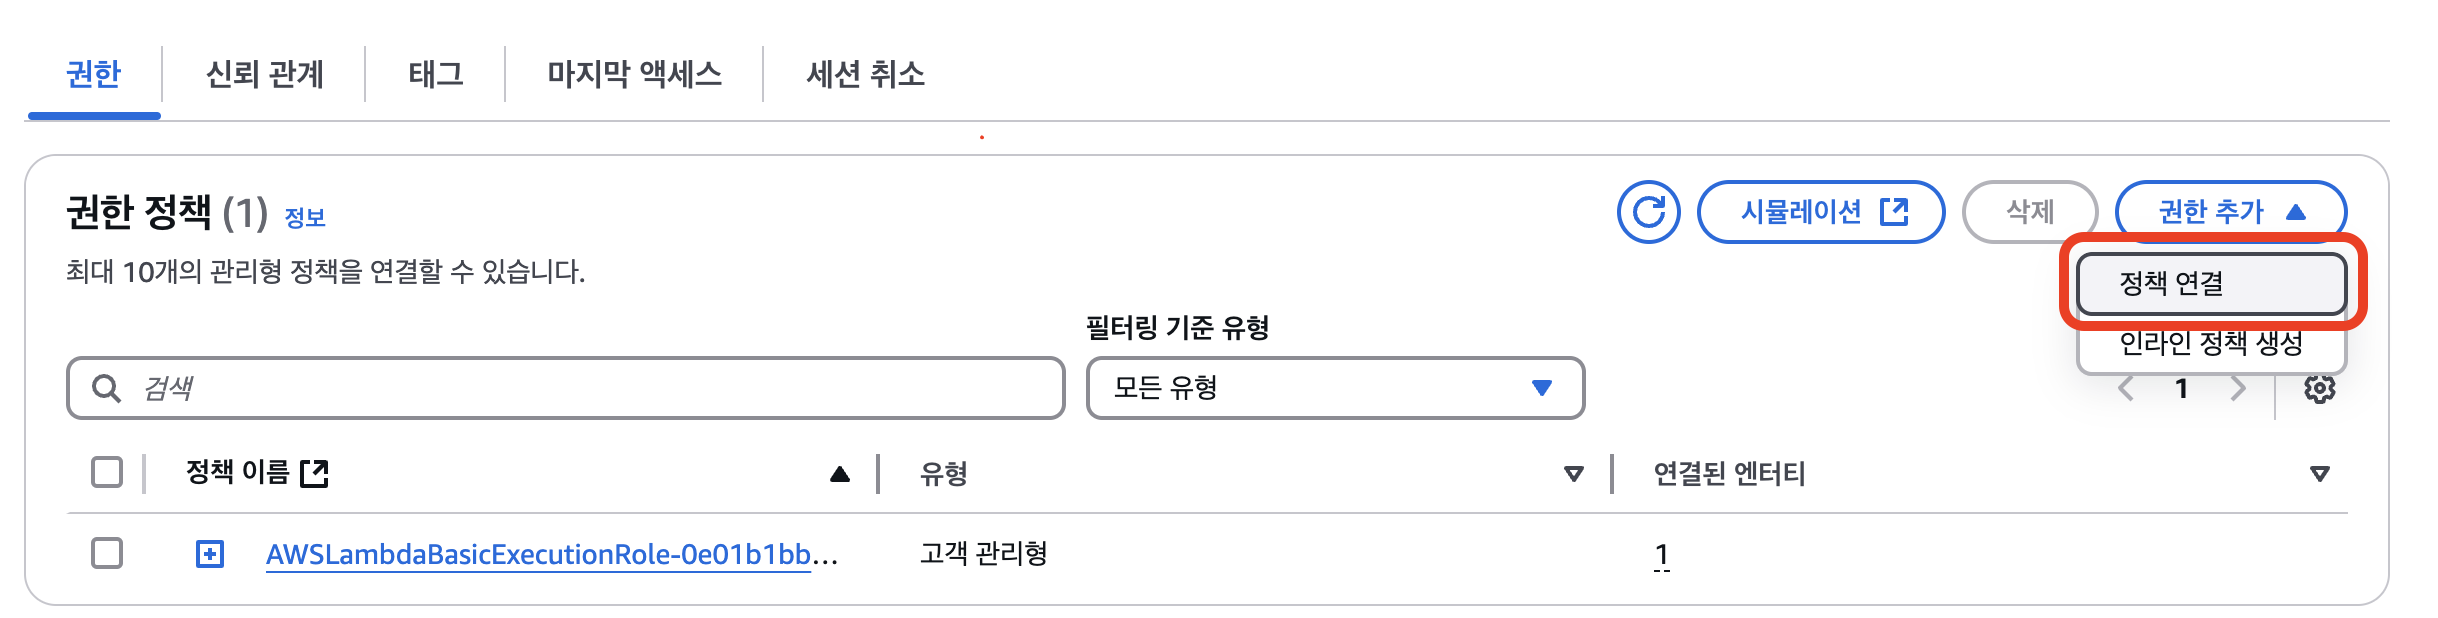 권한
신뢰 관계
태그
마지막 액세스
세션 취소
권한 정책 (1) 정보
시뮬레이션
삭제
권한 추가
최대 10개의 관리형 정책을 연결할 수 있습니다.
정책 연결
인라인 정책 생성
필터링 기준 유형
검색
모든 유형
1
정책 이름
유형
연결된 엔터티
AWSLambdaBasicExecutionRole-0e01b1bb...
고객 관리형
1